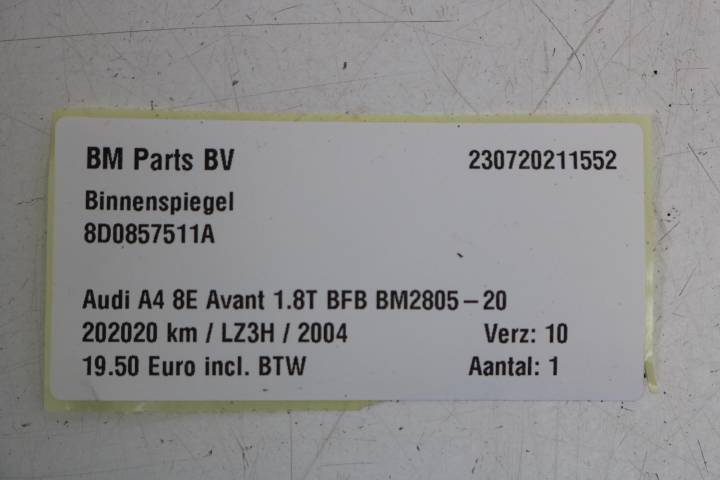 BM Parts BV 230720211552
Binnenspiegel
8D0857511A
Audi A4 8E Avant 1.8T BFB BM2805-20
202020 km / LZ3H / 2004 Verz: 10
19.50 Euro incl. BTW Aantal: 1